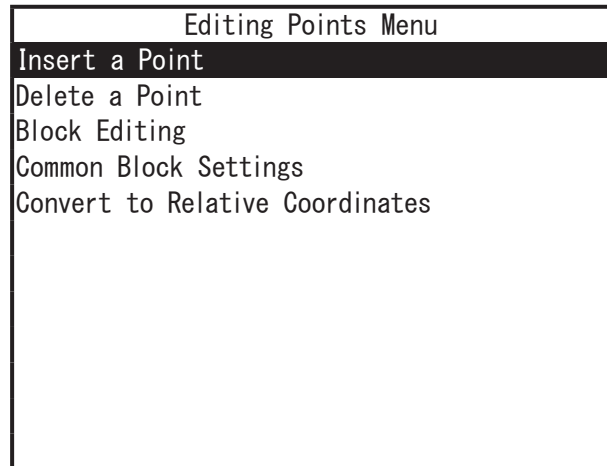 Editing Points Menu
Insert a Point
Delete a Point
Block Editing
Common Block Settings
Convert to Relative Coordinates